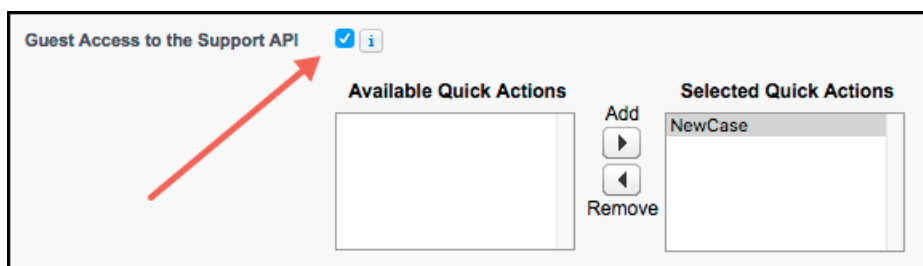 Guest Access to the Support API
i
Available Quick Actions
Add
Remove
Selected Quick Actions
NewCase